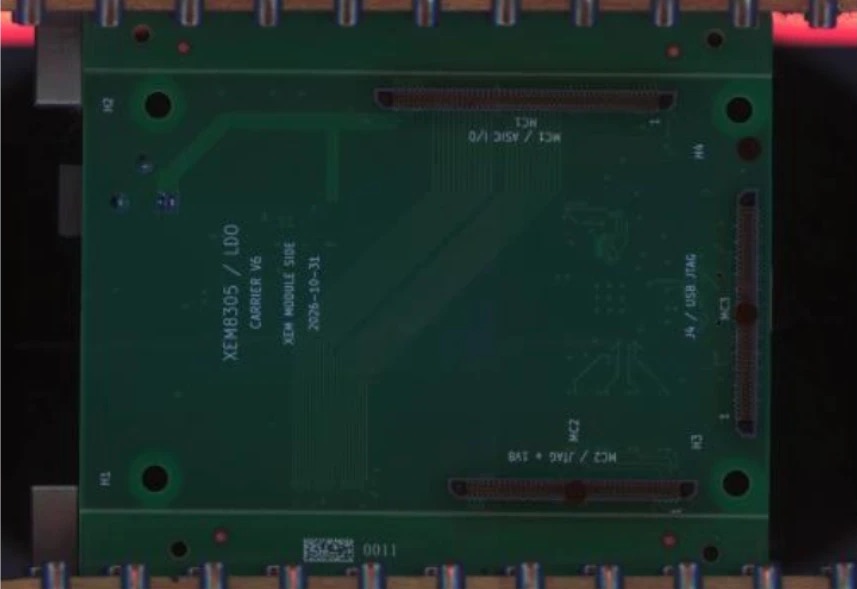 H2
MC1
MC1 / ASIC I/O
1
H4
XEM8305 / LDO
CARRIER V6
XEM MODULE SIDE
2026-10-31
J4 / USB JTAG
MC3
1
MC2
MC2 / JTAG + 1V8
H3
H1
0011